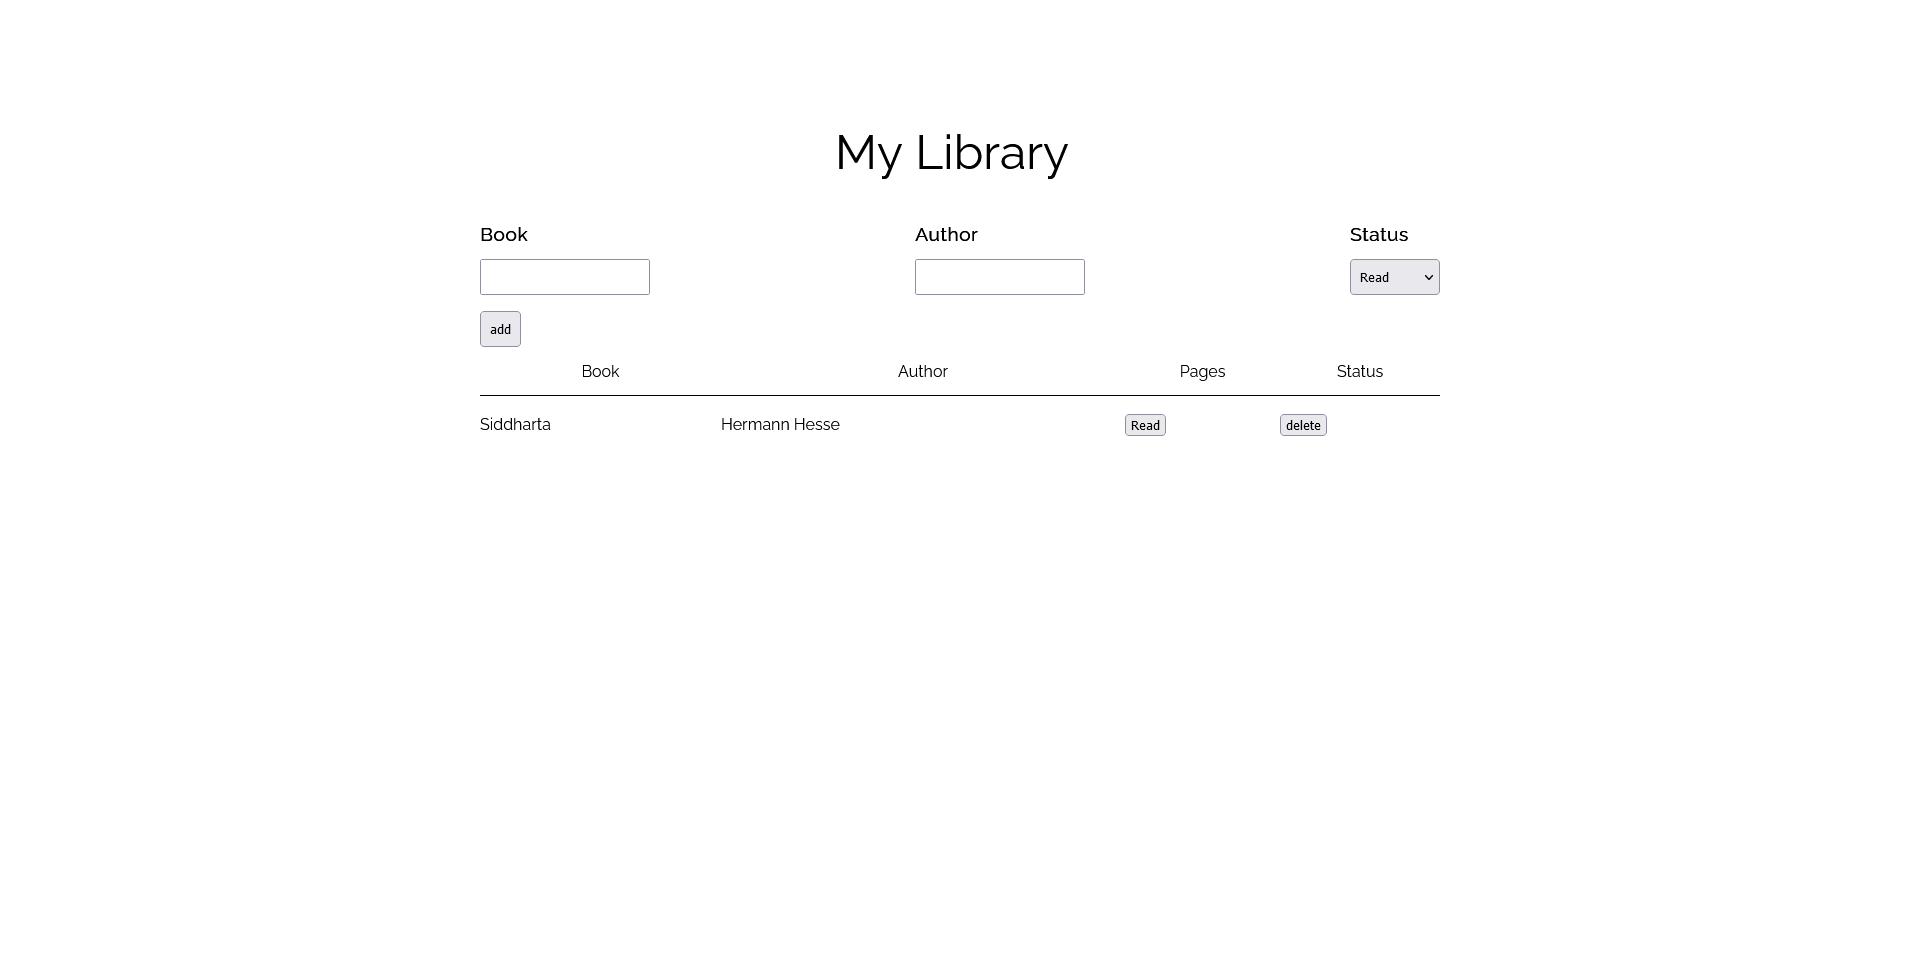 My Library
Book Author Status
Read
add
Book Author Pages Status
Siddharta Hermann Hesse Read delete